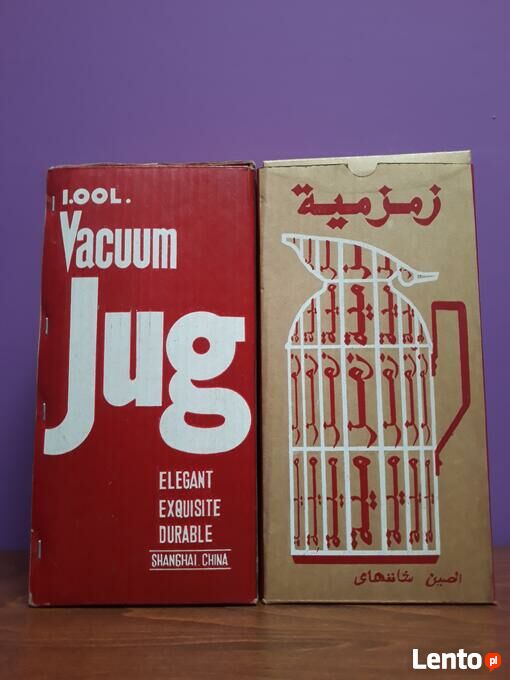 1.00L.
Vacuum
Jug
ELEGANT
EXQUISITE
DURABLE
SHANGHAI. CHINA
زمزمية
الصين شانغهاى
Lento.pl